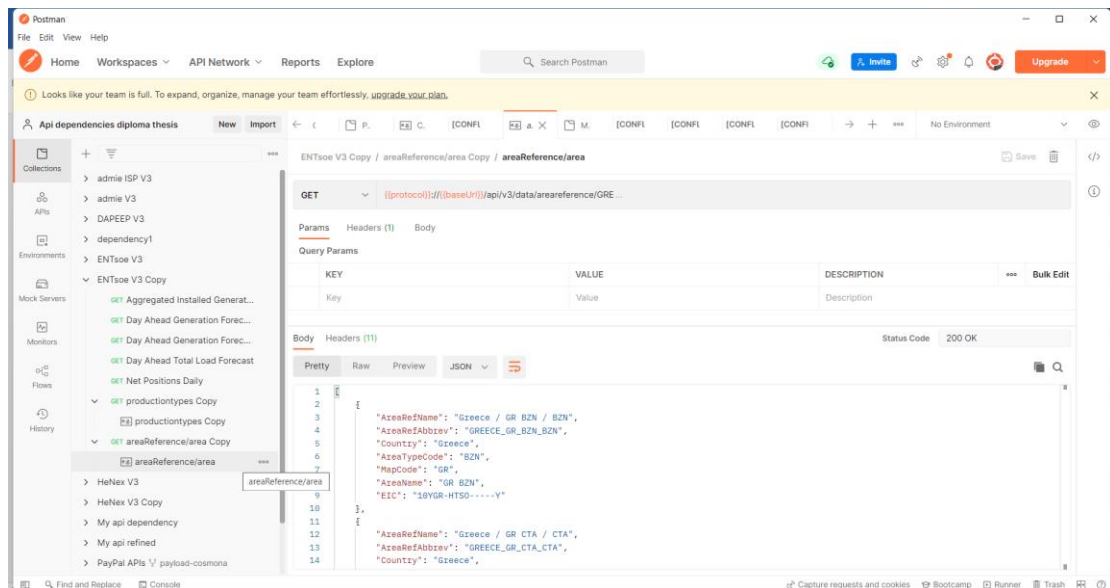 Postman
File Edit View Help
Home Workspaces API Network Reports Explore Search Postman Invite Upgrade
Looks like your team is full. To expand, organize, manage your team effortlessly, upgrade your plan.
Api dependencies diploma thesis New Import P. C. [CONFL a. M. [CONFL [CONFL [CONFL [CONFI No Environment
Collections
APIs
Environments
Mock Servers
Monitors
Flows
History
admie ISP V3
admie V3
DAPEEP V3
dependency1
ENTsoe V3
ENTsoe V3 Copy
GET Aggregated Installed Generat...
GET Day Ahead Generation Forec...
GET Day Ahead Generation Forec...
GET Day Ahead Total Load Forecast
GET Net Positions Daily
GET productiontypes Copy
productiontypes Copy
GET areaReference/area Copy
areaReference/area
areaReference/area
HeNex V3
HeNex V3 Copy
My api dependency
My api refined
PayPal APIs payload-cosmona
ENTsoe V3 Copy / areaReference/area Copy / areaReference/area Save
GET {{protocol}}://{{baseUrl}}/api/v3/data/areareference/GRE ...
Params Headers (1) Body
Query Params
KEY VALUE DESCRIPTION Bulk Edit
Key Value Description
Body Headers (11) Status Code 200 OK
Pretty Raw Preview JSON
1 [
2 {
3 "AreaRefName": "Greece / GR BZN / BZN",
4 "AreaRefAbbrev": "GREECE_GR_BZN_BZN",
5 "Country": "Greece",
6 "AreaTypeCode": "BZN",
7 "MapCode": "GR",
"AreaName": "GR BZN",
9 "EIC": "10YGR-HTSO-----Y"
10 },
11 {
12 "AreaRefName": "Greece / GR CTA / CTA",
13 "AreaRefAbbrev": "GREECE_GR_CTA_CTA",
14 "Country": "Greece",
Find and Replace Console Capture requests and cookies Bootcamp Runner Trash